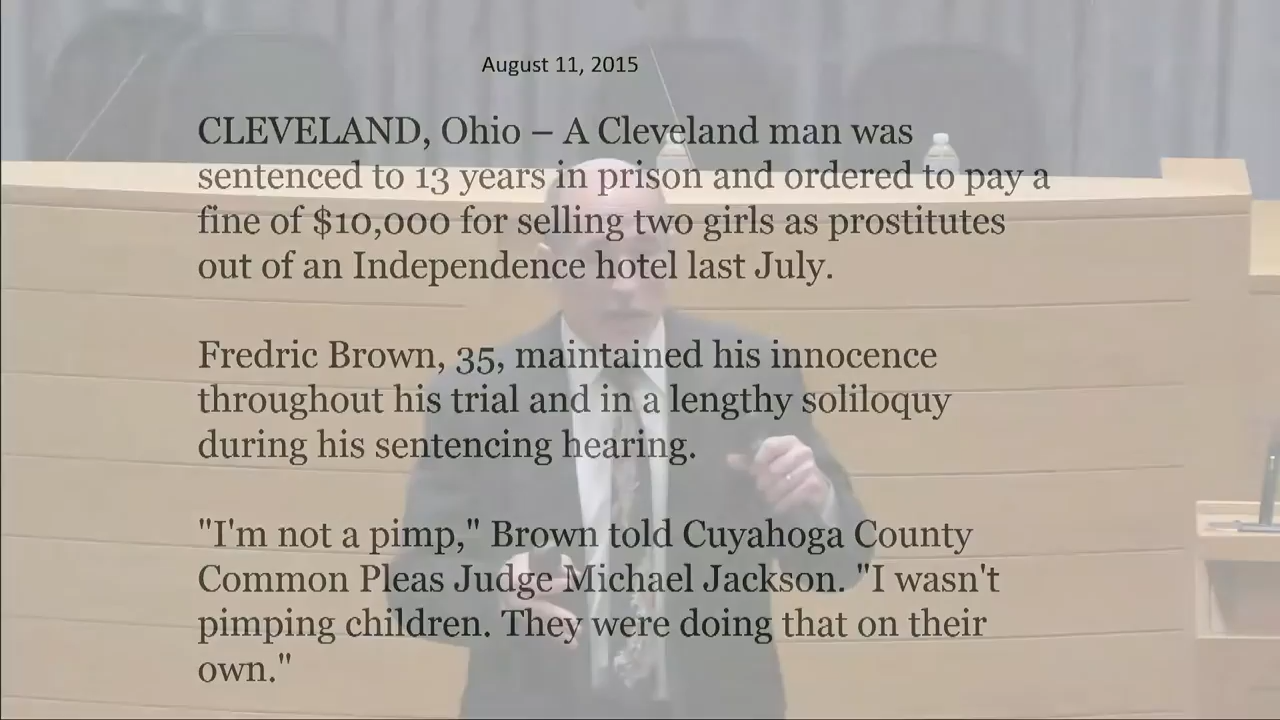 August 11, 2015
CLEVELAND, Ohio – A Cleveland man was
sentenced to 13 years in prison and ordered to pay a
fine of $10,000 for selling two girls as prostitutes
out of an Independence hotel last July.
Fredric Brown, 35, maintained his innocence
throughout his trial and in a lengthy soliloquy
during his sentencing hearing.
"I'm not a pimp," Brown told Cuyahoga County
Common Pleas Judge Michael Jackson. "I wasn't
pimping children. They were doing that on their
own."